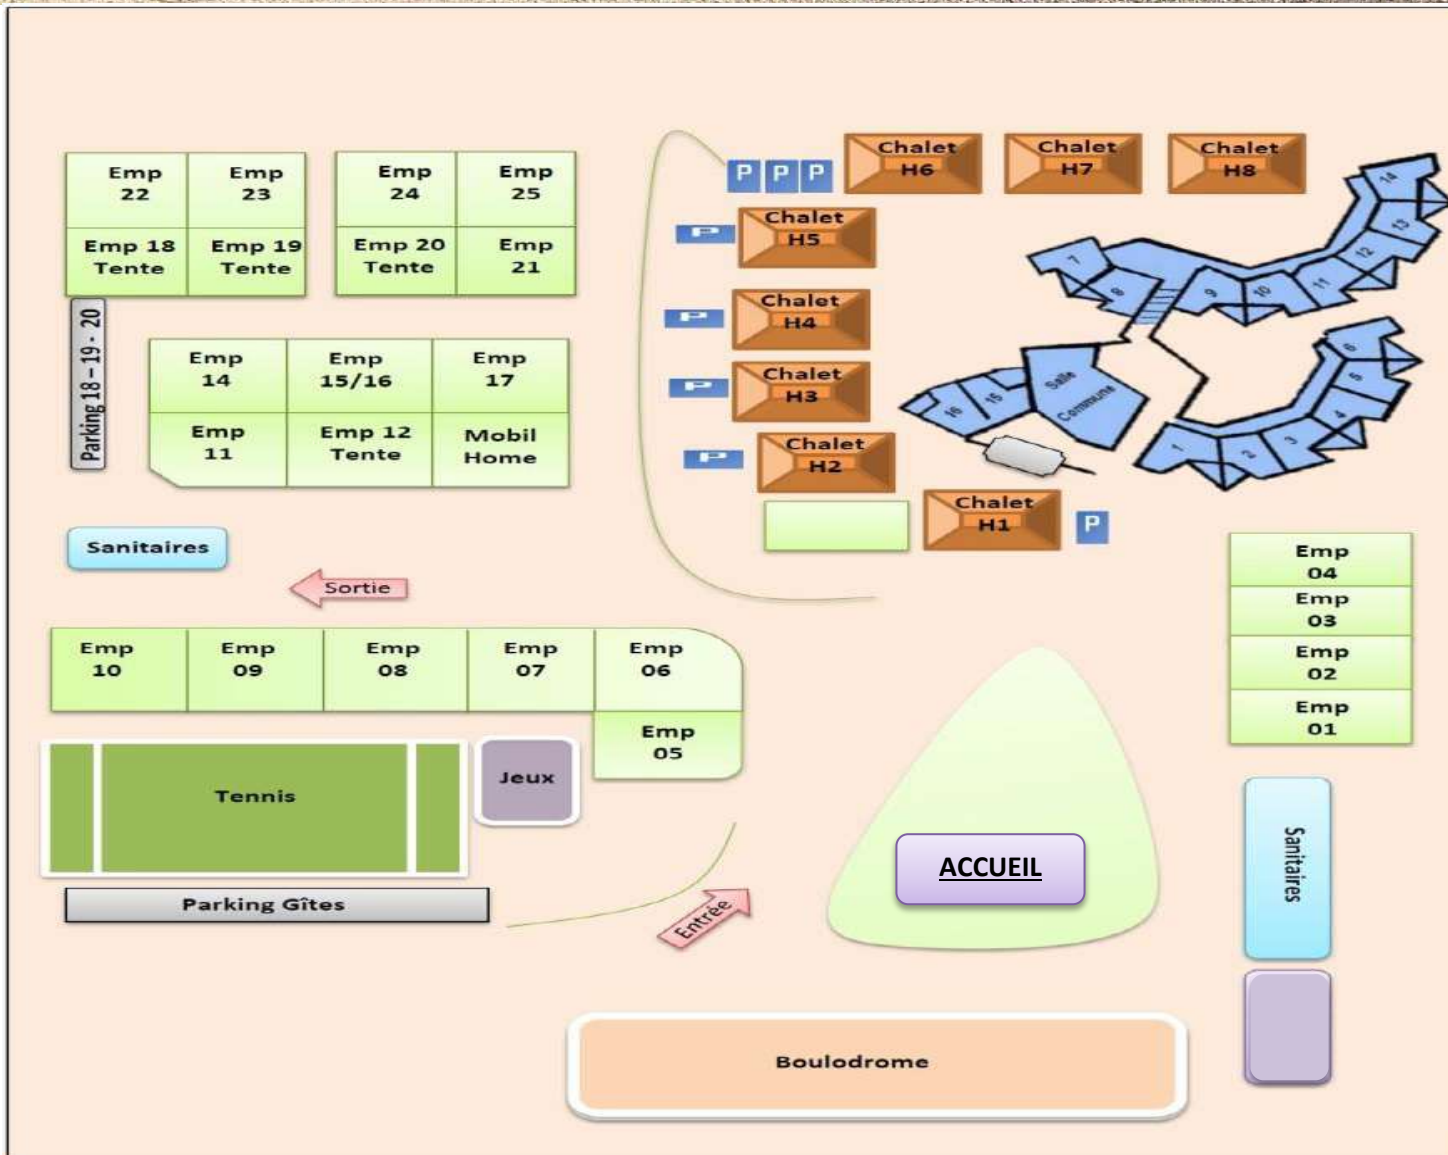 Emp
22
Emp
23
Emp 18
Tente
Emp 19
Tente
Emp
24
Emp
25
Emp 20
Tente
Emp
21
Parking 18 – 19 - 20
Emp
14
Emp
15/16
Emp
17
Emp
11
Emp 12
Tente
Mobil
Home
Sanitaires
Sortie
Emp
10
Emp
09
Emp
08
Emp
07
Emp
06
Emp
05
Tennis
Jeux
Parking Gîtes
Entrée
P
P
P
Chalet
H6
Chalet
H7
Chalet
H8
P
Chalet
H5
P
Chalet
H4
P
Chalet
H3
P
Chalet
H2
Chalet
H1
P
14
13
12
11
10
9
8
7
6
5
4
3
2
1
16
15
Salle
Commune
Emp
04
Emp
03
Emp
02
Emp
01
ACCUEIL
Sanitaires
Boulodrome